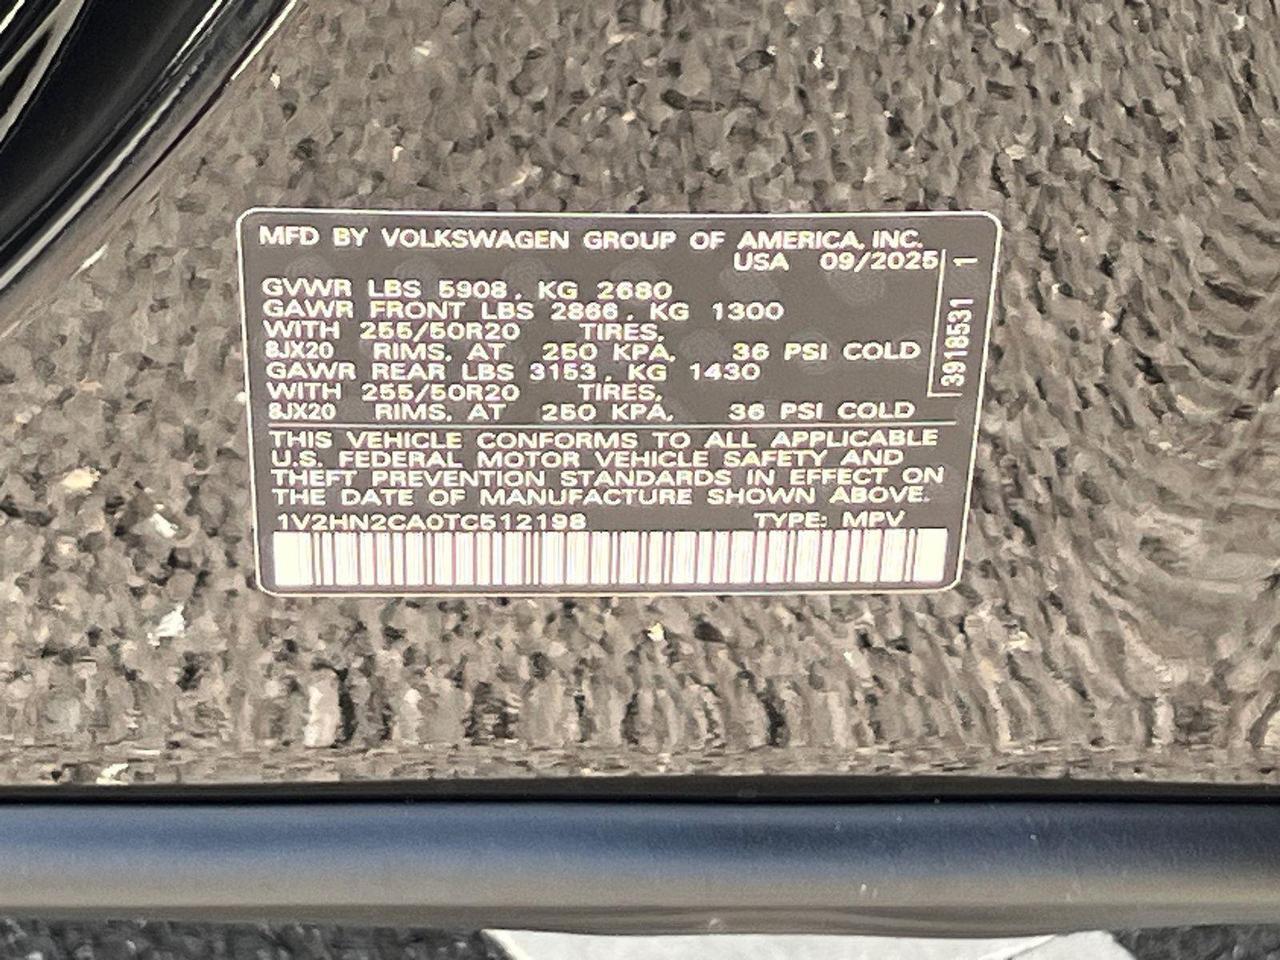 MFD BY VOLKSWAGEN GROUP OF AMERICA, INC.
USA 09/2025
GVWR LBS 5908, KG 2680
GAWR FRONT LBS 2866, KG 1300
WITH 255/50R20 TIRES,
8JX20 RIMS, AT 250 KPA, 36 PSI COLD
GAWR REAR LBS 3153, KG 1430
WITH 255/50R20 TIRES,
8JX20 RIMS, AT 250 KPA, 36 PSI COLD
3918531 1
THIS VEHICLE CONFORMS TO ALL APPLICABLE
U.S. FEDERAL MOTOR VEHICLE SAFETY AND
THEFT PREVENTION STANDARDS IN EFFECT ON
THE DATE OF MANUFACTURE SHOWN ABOVE.
1V2HN2CA0TC512198 TYPE: MPV